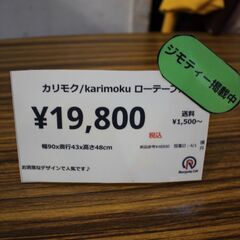 カリモク/karimoku ローテーブ
ジモティー掲載中
¥19,800
税込
送料
¥1,500～
幅90x奥行43x高さ48cm
お洒落なデザインで人気です♪